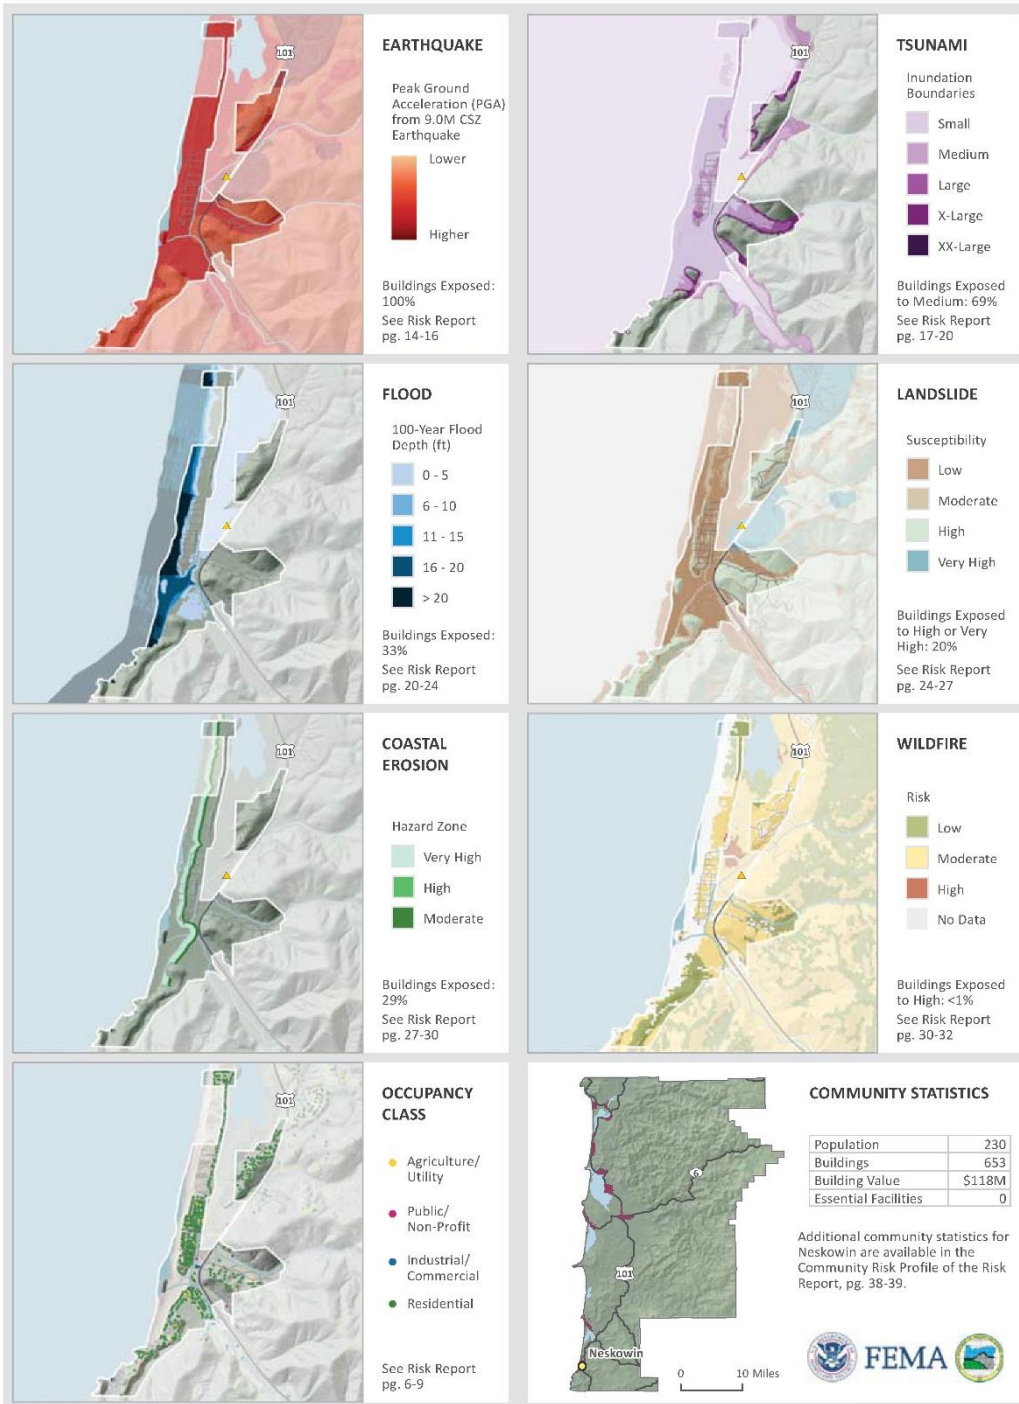 EARTHQUAKE
101
Peak Ground
Acceleration (PGA)
from 9.0M CSZ
Earthquake
Lower
Higher
Buildings Exposed:
100%
See Risk Report
pg. 14-16
TSUNAMI
101
Inundation
Boundaries
Small
Medium
Large
X-Large
XX-Large
Buildings Exposed
to Medium: 69%
See Risk Report
pg. 17-20
FLOOD
101
100-Year Flood
Depth (ft)
0 - 5
6 - 10
11 - 15
16 - 20
> 20
Buildings Exposed:
33%
See Risk Report
pg. 20-24
LANDSLIDE
101
Susceptibility
Low
Moderate
High
Very High
Buildings Exposed
to High or Very
High: 20%
See Risk Report
pg. 24-27
COASTAL
EROSION
101
Hazard Zone
Very High
High
Moderate
Buildings Exposed:
29%
See Risk Report
pg. 27-30
WILDFIRE
101
Risk
Low
Moderate
High
No Data
Buildings Exposed
to High: <1%
See Risk Report
pg. 30-32
OCCUPANCY
CLASS
101
Agriculture/
Utility
Public/
Non-Profit
Industrial/
Commercial
Residential
See Risk Report
pg. 6-9
COMMUNITY STATISTICS
Population 230
Buildings 653
Building Value $118M
Essential Facilities 0
Additional community statistics for
Neskowin are available in the
Community Risk Profile of the Risk
Report, pg. 38-39.
6
101
Neskowin
0 10 Miles
FEMA